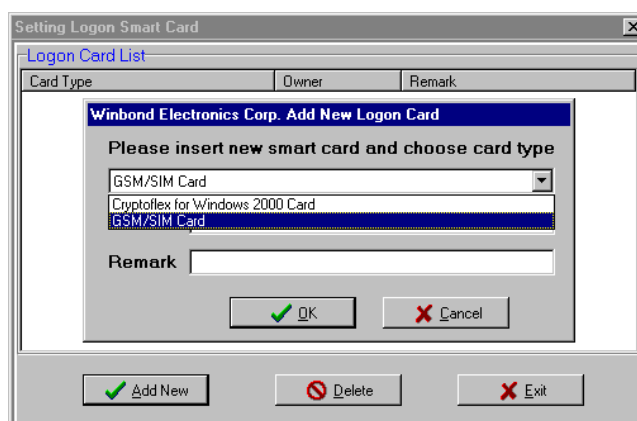 Setting Logon Smart Card
Logon Card List
Card Type Owner Remark
Winbond Electronics Corp. Add New Logon Card
Please insert new smart card and choose card type
GSM/SIM Card
Cryptoflex for Windows 2000 Card
GSM/SIM Card
Remark
OK Cancel
Add New Delete Exit